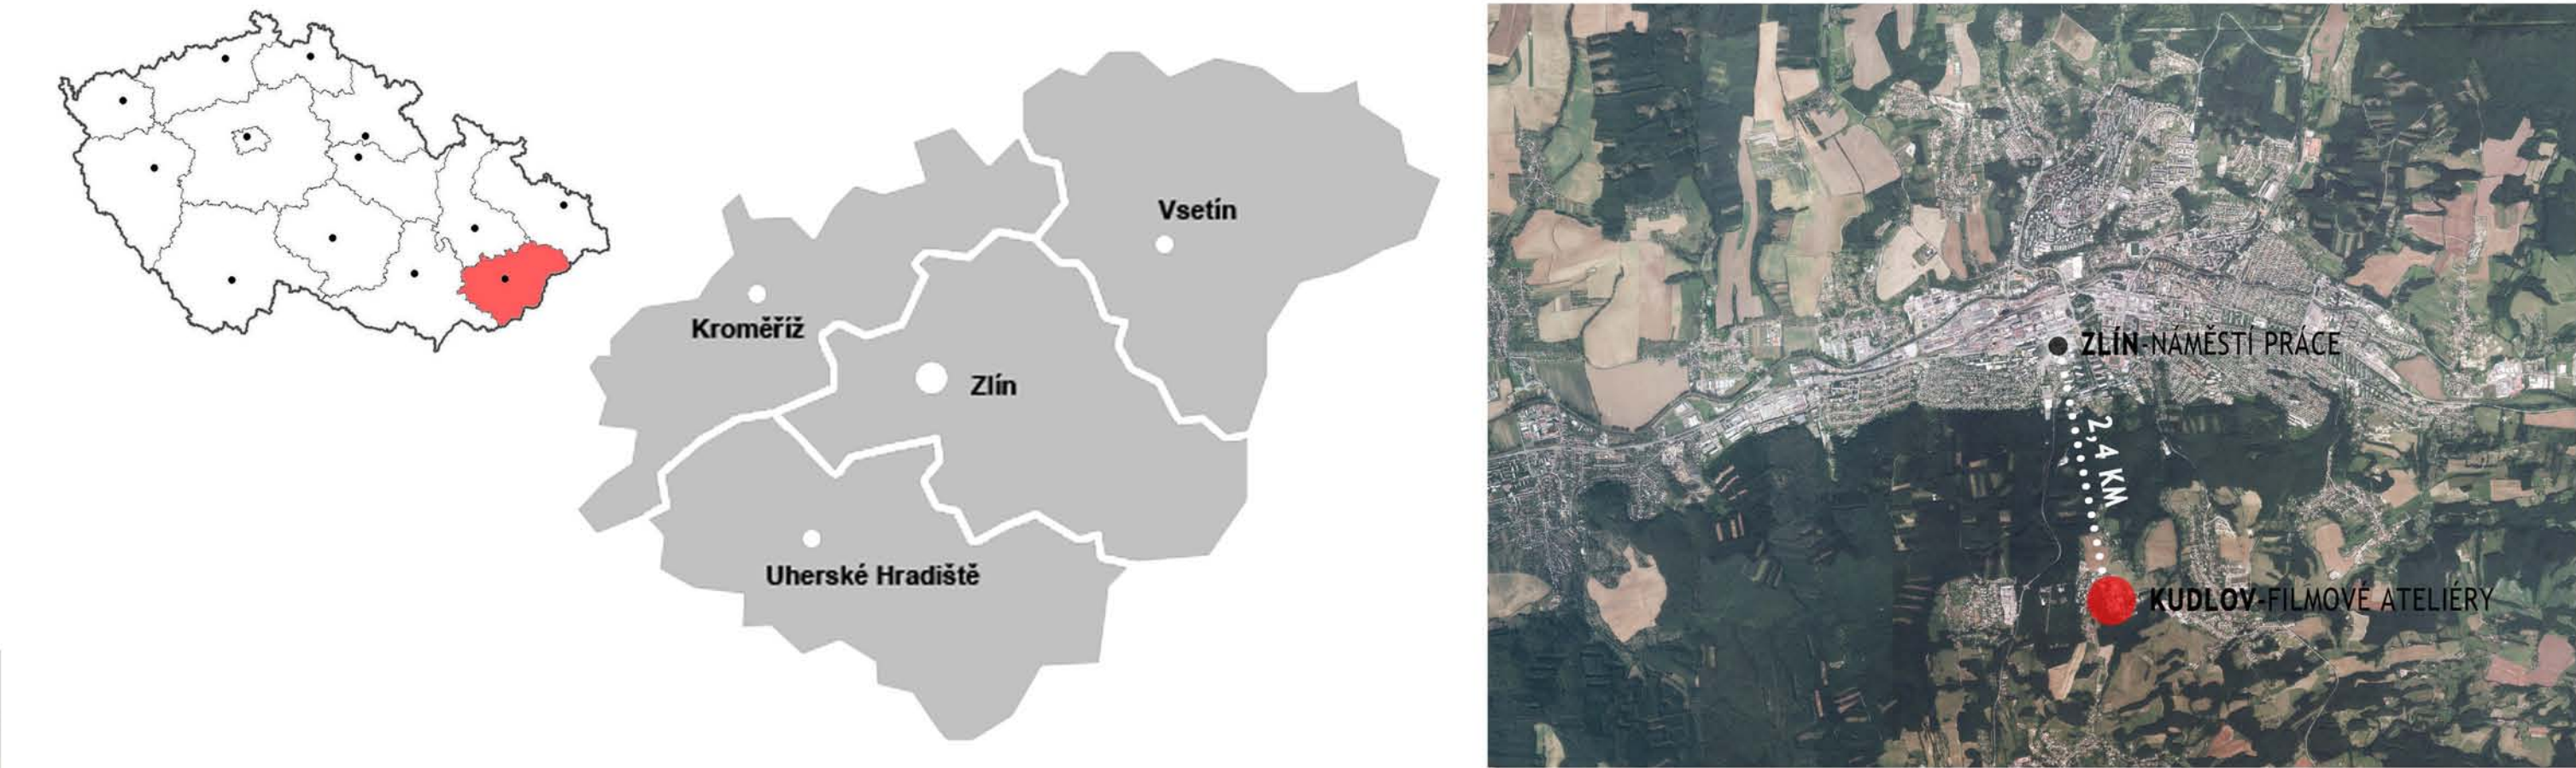 Vsetín
Kroměříž
Zlín
Uherské Hradiště
ZLÍN-NÁMĚSTÍ PRÁCE
2,4 KM
KUDLOV-FILMOVÉ ATELIÉRY